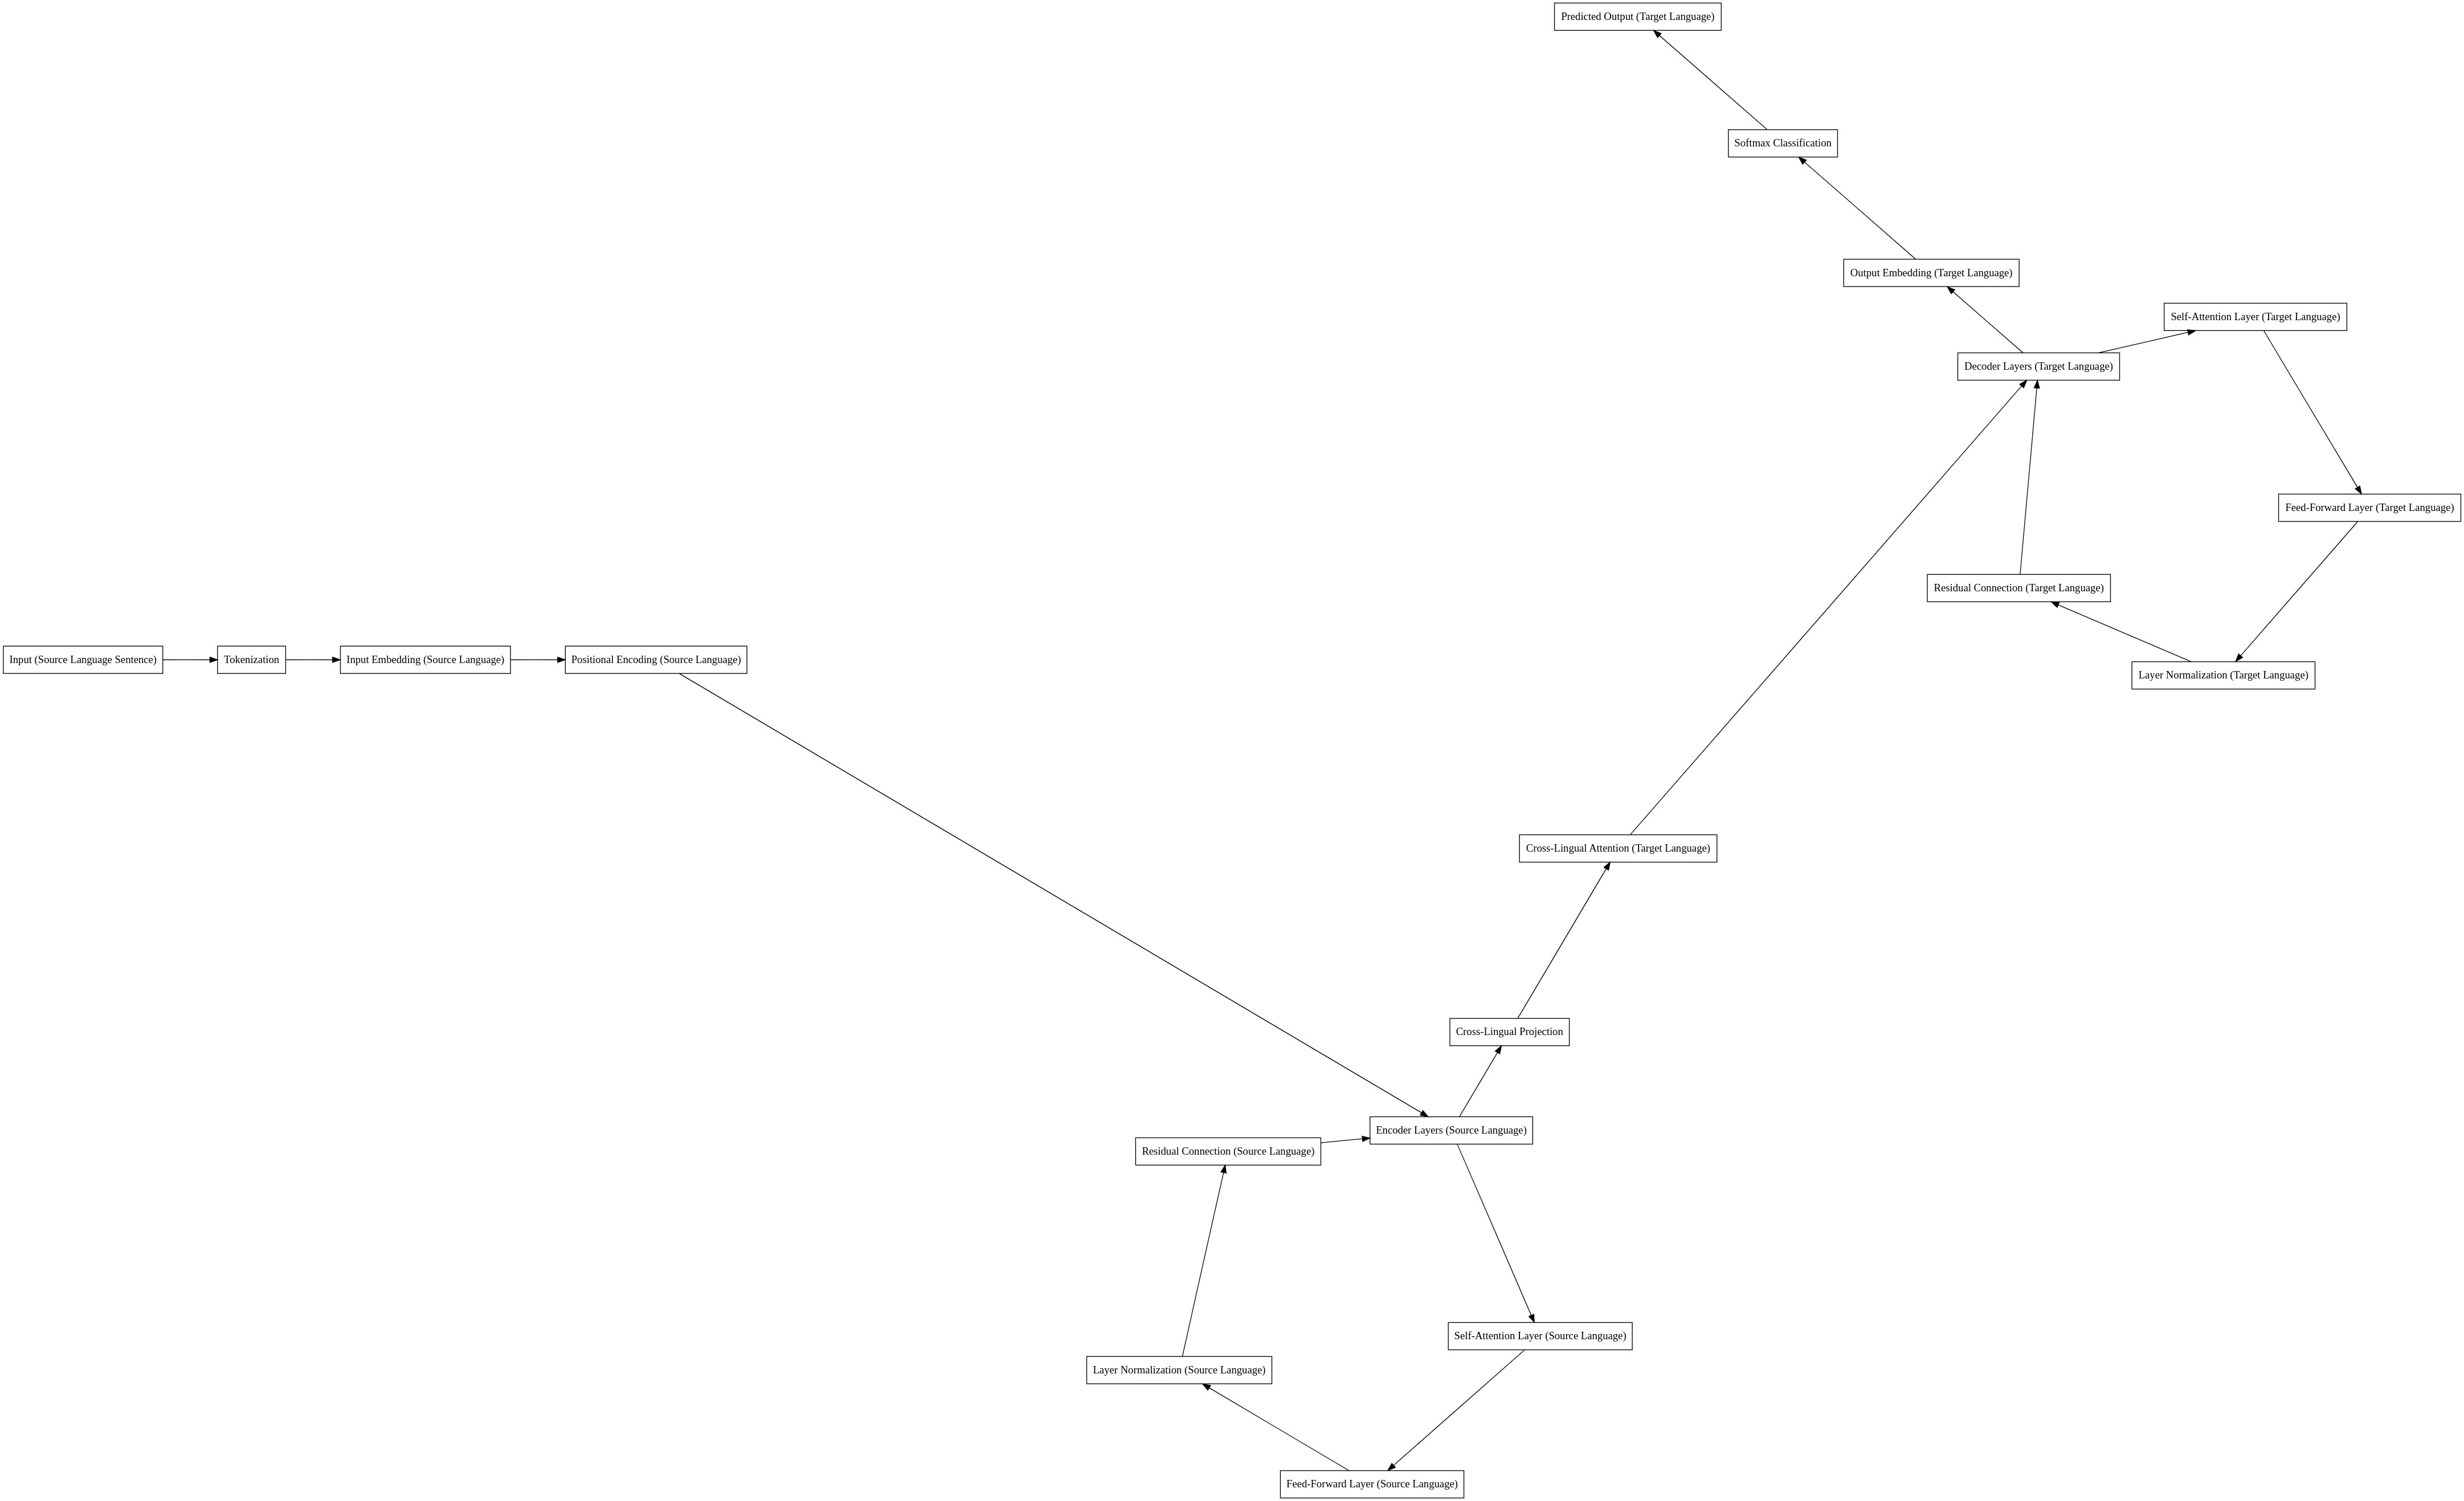 Predicted Output (Target Language)
Softmax Classification
Output Embedding (Target Language)
Self-Attention Layer (Target Language)
Decoder Layers (Target Language)
Feed-Forward Layer (Target Language)
Residual Connection (Target Language)
Input (Source Language Sentence)
Tokenization
Input Embedding (Source Language)
Positional Encoding (Source Language)
Layer Normalization (Target Language)
Cross-Lingual Attention (Target Language)
Cross-Lingual Projection
Encoder Layers (Source Language)
Residual Connection (Source Language)
Self-Attention Layer (Source Language)
Layer Normalization (Source Language)
Feed-Forward Layer (Source Language)